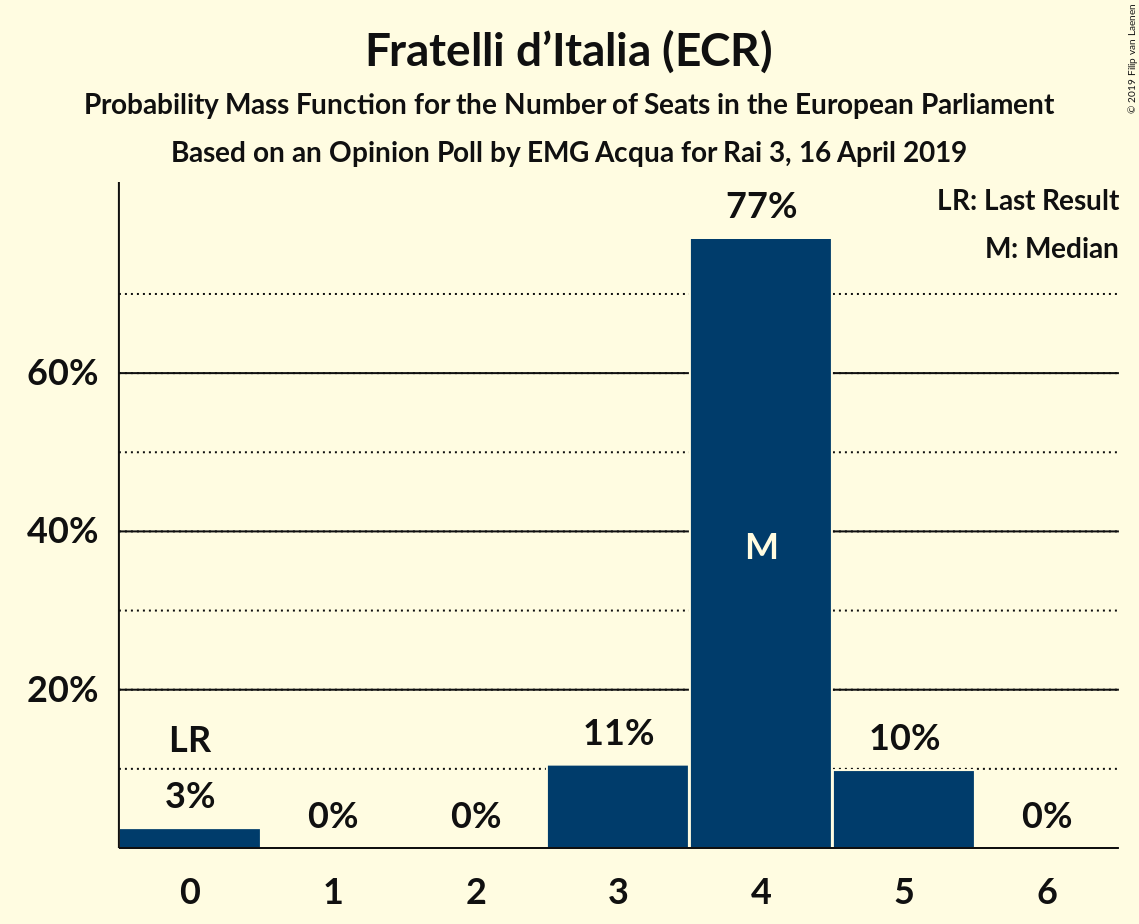 Fratelli d’Italia (ECR)
Probability Mass Function for the Number of Seats in the European Parliament
Based on an Opinion Poll by EMG Acqua for Rai 3, 16 April 2019
© 2019 Filip van Laenen
LR: Last Result
M: Median
77%
60%
40%
M
20%
LR
3%
0%
0%
11%
10%
0%
0 1 2 3 4 5 6